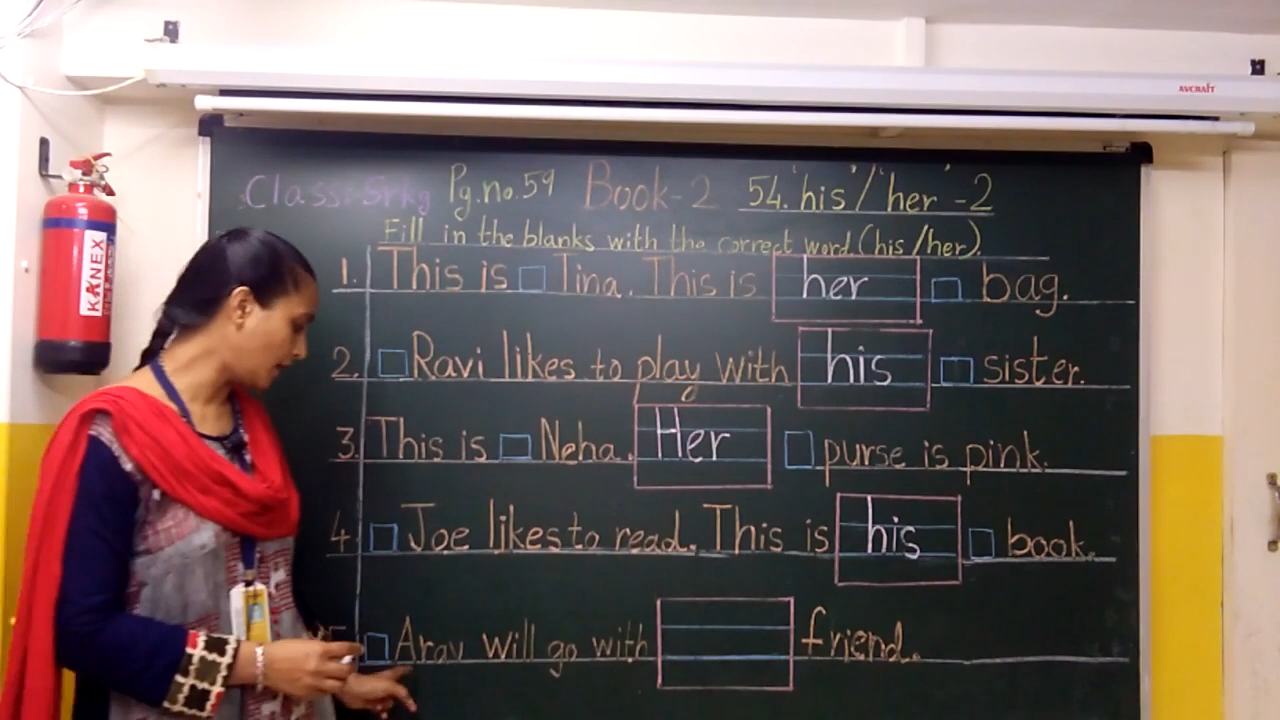 AVCRAFT
KANEX
Class:-Srkg Pg.no.59 Book-2 54.'his'/'her'-2
Fill in the blanks with the correct word.(his/her).
1. This is Tina. This is her bag.
2. Ravi likes to play with his sister.
3. This is Neha. Her purse is pink.
4. Joe likes to read. This is his book.
Arav will go with friend.